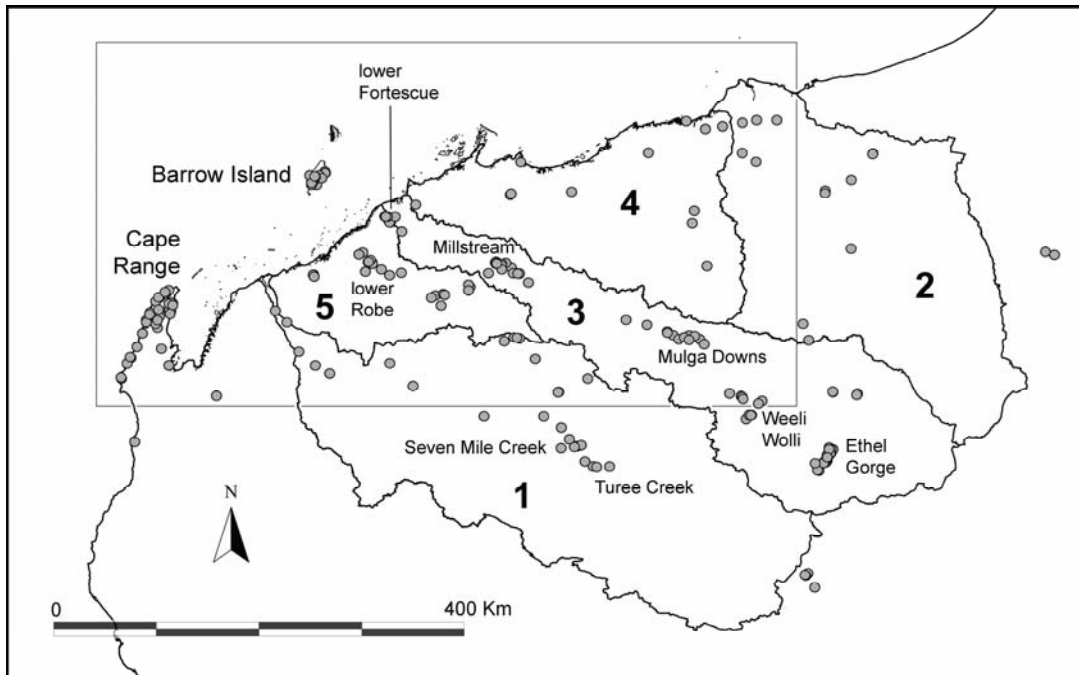 lower
Fortescue
Barrow Island
Cape
Range
4
Millstream
2
5
lower
Robe
3
Mulga Downs
Weeli
Wolli
Seven Mile Creek
Ethel
Gorge
1
Turee Creek
N
0
400 Km